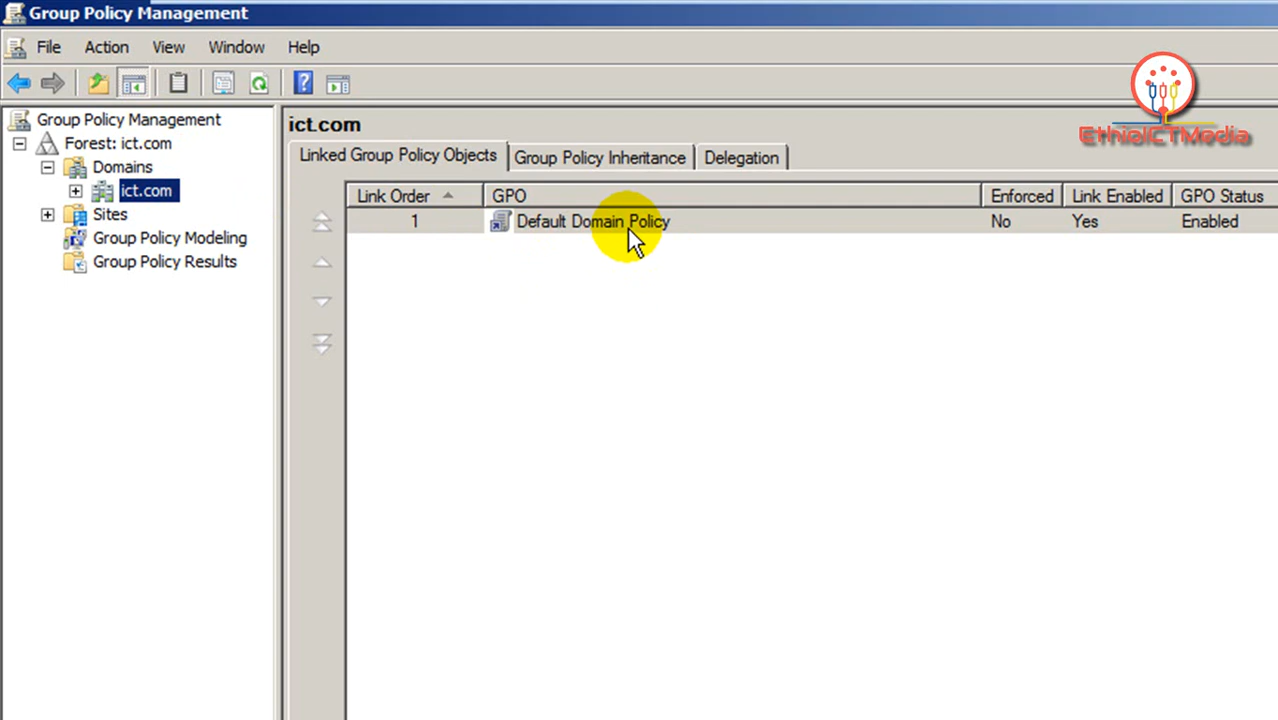 Group Policy Management
File Action View Window Help
EthioICTMedia
Group Policy Management
Forest: ict.com
Domains
ict.com
Sites
Group Policy Modeling
Group Policy Results
ict.com
Linked Group Policy Objects Group Policy Inheritance Delegation
Link Order GPO Enforced Link Enabled GPO Status
1 Default Domain Policy No Yes Enabled